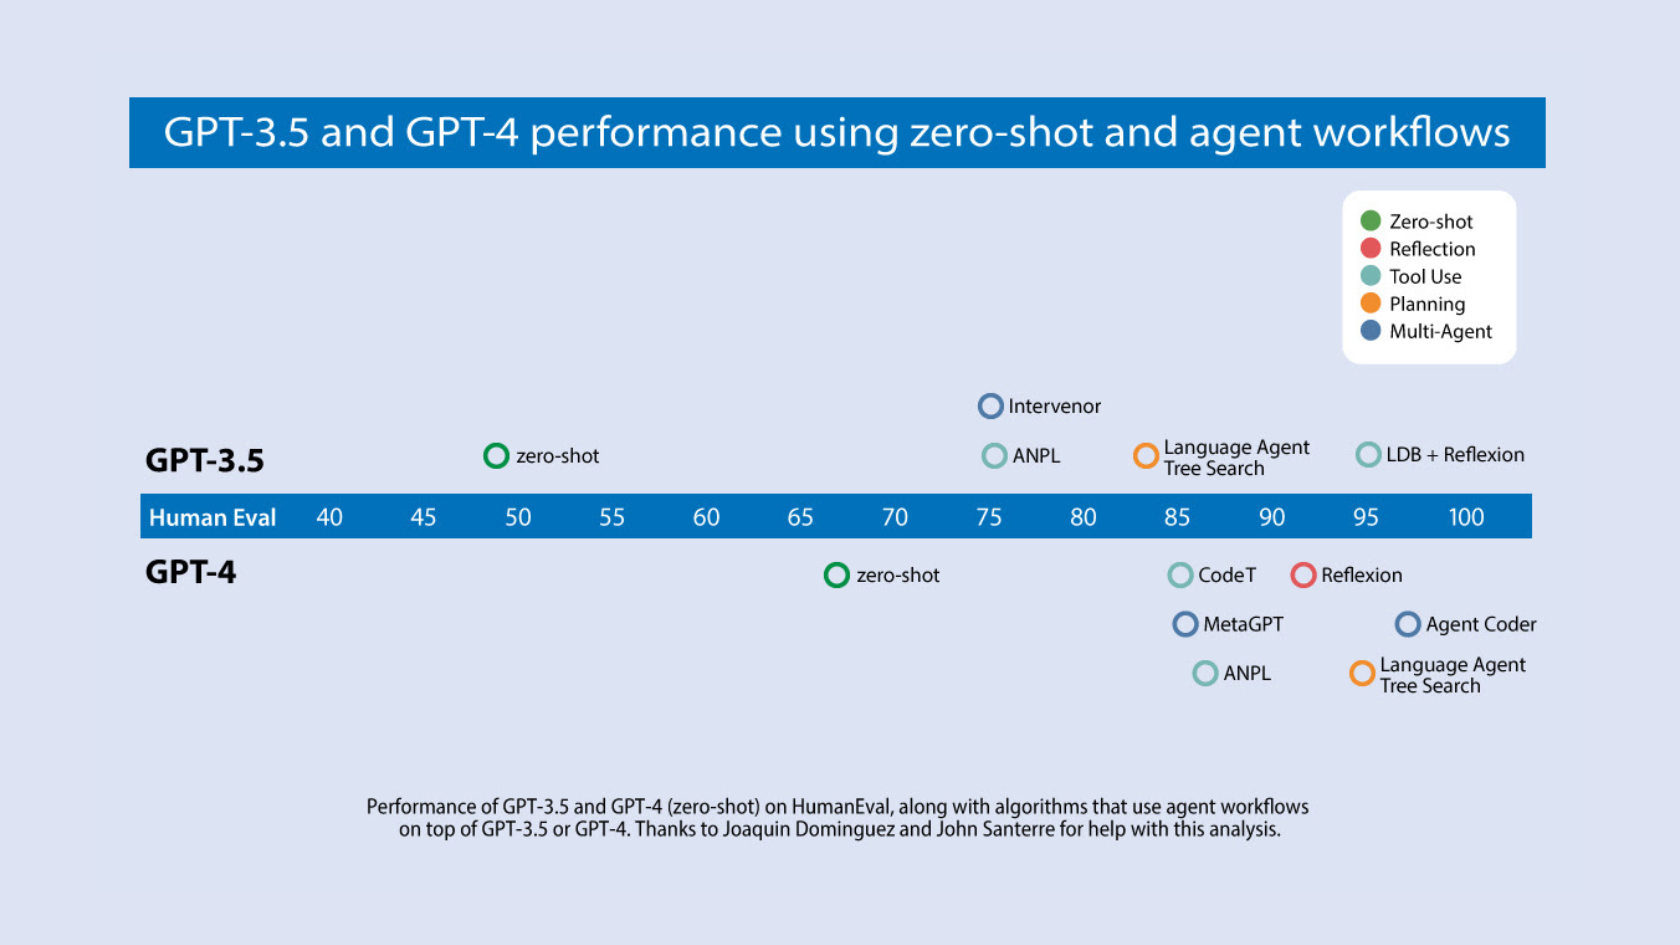 GPT-3.5 and GPT-4 performance using zero-shot and agent workflows
Zero-shot
Reflection
Tool Use
Planning
Multi-Agent
Intervenor
GPT-3.5
zero-shot
ANPL
Language Agent
Tree Search
LDB + Reflexion
Human Eval 40 45 50 55 60 65 70 75 80 85 90 95 100
GPT-4
zero-shot
CodeT
Reflexion
MetaGPT
Agent Coder
ANPL
Language Agent
Tree Search
Performance of GPT-3.5 and GPT-4 (zero-shot) on HumanEval, along with algorithms that use agent workflows
on top of GPT-3.5 or GPT-4. Thanks to Joaquin Dominguez and John Santerre for help with this analysis.